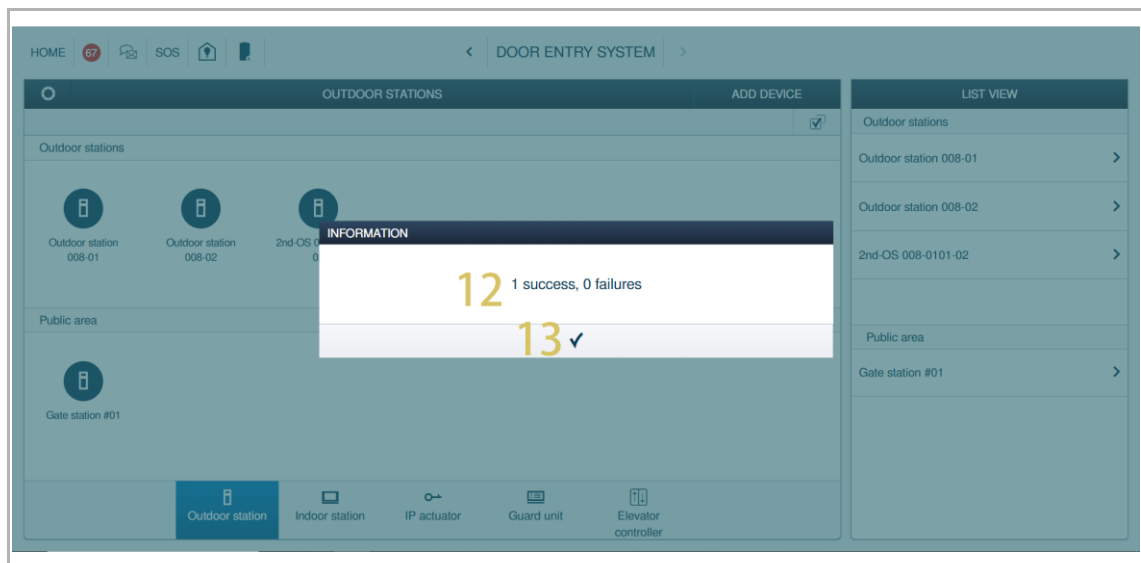 HOME 67 SOS < DOOR ENTRY SYSTEM >
OUTDOOR STATIONS ADD DEVICE
Outdoor stations
Outdoor station
008-01
Outdoor station
008-02
2nd-OS 0
0
INFORMATION
12 1 success, 0 failures
13 ✓
Public area
Gate station #01
Outdoor station
Indoor station
IP actuator
Guard unit
Elevator
controller
LIST VIEW
Outdoor stations
Outdoor station 008-01 >
Outdoor station 008-02 >
2nd-OS 008-0101-02 >
Public area
Gate station #01 >